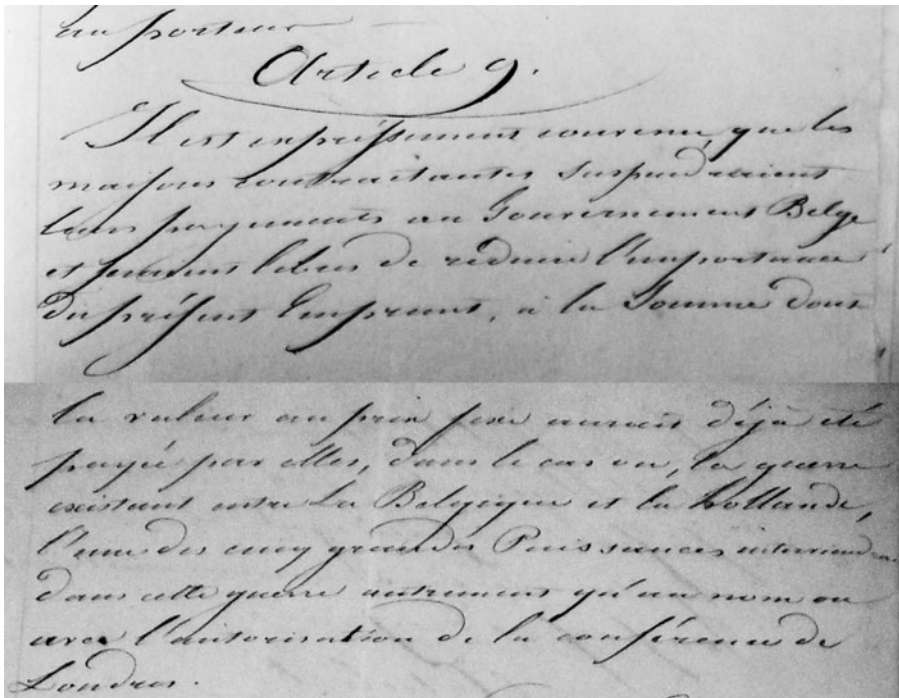 au porteur
Article 9.
Il est expressément convenu, que les
maisons contractantes suspendraient
leurs payements au Gouvernement Belge
et seraient libres de réduire l'importance
du présent Emprunt, à la Somme dont
la valeur au prix fixé aurait déjà été
payée par elles, dans le cas ou, la guerre
existant entre La Belgique et la hollande,
l'une des cinq grandes Puissances interviendrait
dans cette guerre autrement qu'au nom ou
avec l'autorisation de la conférence de
Londres.